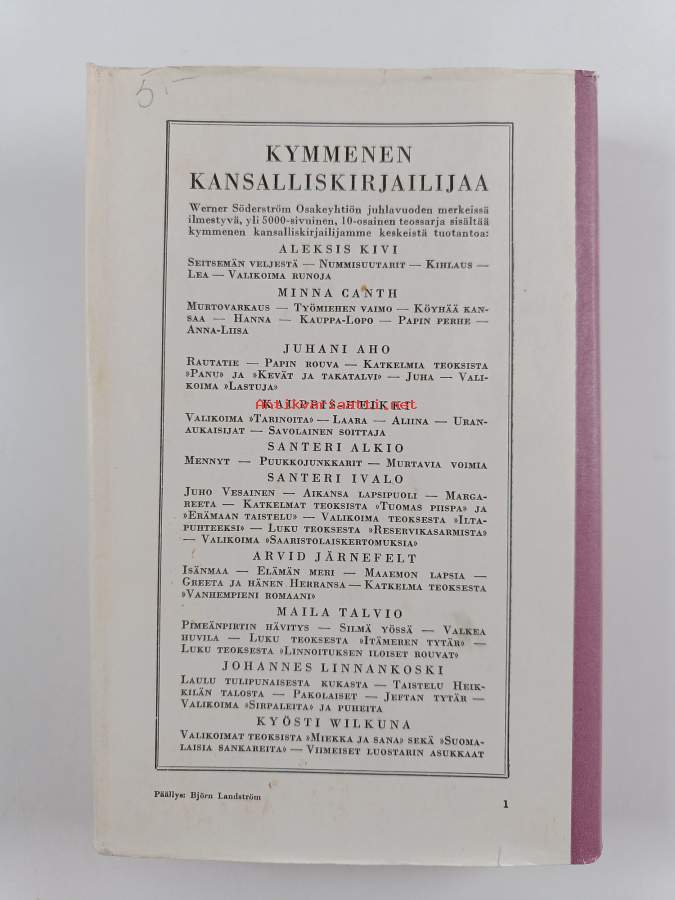 5.–
KYMMENEN
KANSALLISKIRJAILIJAA
Werner Söderström Osakeyhtiön juhlavuoden merkeissä
ilmestyvä, yli 5000-sivuinen, 10-osainen teossarja sisältää
kymmenen kansalliskirjailijamme keskeistä tuotantoa:
ALEKSIS KIVI
Seitsemän veljestä — Nummisuutarit — Kihlaus —
Lea — Valikoima runoja
MINNA CANTH
Murtovarkaus — Työmiehen vaimo — Köyhää kan-
saa — Hanna — Kauppa-Lopo — Papin perhe —
Anna-Liisa
JUHANI AHO
Rautatie — Papin rouva — Katkelmia teoksista
»Panu» ja »Kevät ja takatalvi» — Juha — Vali-
koima »Lastuja»
KAUPPIS-HEIKKI
Antikvariaatti.net
Valikoima »Tarinoita» — Laara — Aliina — Uran-
aukaisijat — Savolainen soittaja
SANTERI ALKIO
Mennyt — Puukkojunkkarit — Murtavia voimia
SANTERI IVALO
Juho Vesainen — Aikansa lapsipuoli — Marga-
reeta — Katkelmat teoksista »Tuomas piispa» ja
»Erämaan taistelu» — Valikoima teoksesta »Ilta-
puhteeksi» — Luku teoksesta »Reservikasarmista»
— Valikoima »Saaristolaiskertomuksia»
ARVID JÄRNEFELT
Isänmaa — Elämän meri — Maaemon lapsia —
Greeta ja hänen Herransa — Katkelma teoksesta
»Vanhempieni romaani»
MAILA TALVIO
Pimeänpirtin hävitys — Silmä yössä — Valkea
huvila — Luku teoksesta »Itämeren tytär» —
Luku teoksesta »Linnoituksen iloiset rouvat»
JOHANNES LINNANKOSKI
Laulu tulipunaisesta kukasta — Taistelu Heik-
kilän talosta — Pakolaiset — Jeftan tytär —
Valikoima »Sirpaleita» ja puheita
KYÖSTI WILKUNA
Valikoimat teoksista »Miekka ja sana» sekä »Suoma-
laisia sankareita» — Viimeiset luostarin asukkaat
Päällys: Björn Landström
1